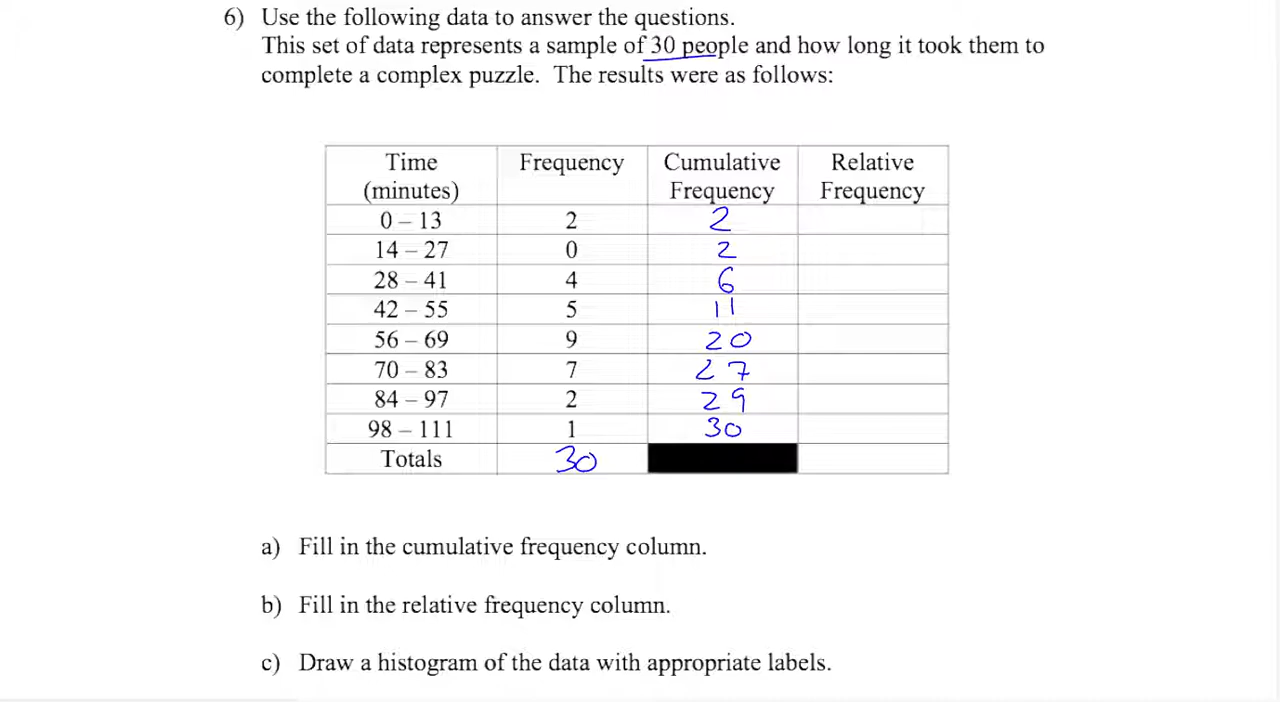 6) Use the following data to answer the questions.
This set of data represents a sample of 30 people and how long it took them to
complete a complex puzzle. The results were as follows:
Time Frequency Cumulative Relative
(minutes) Frequency Frequency
0 – 13 2 2
14 – 27 0 2
28 – 41 4 6
42 – 55 5 11
56 – 69 9 20
70 – 83 7 27
84 – 97 2 29
98 – 111 1 30
Totals 30
a) Fill in the cumulative frequency column.
b) Fill in the relative frequency column.
c) Draw a histogram of the data with appropriate labels.